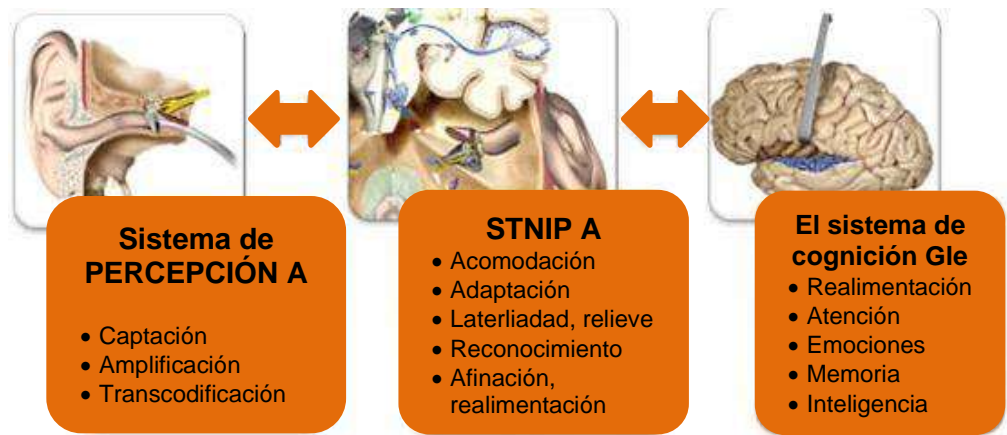 Sistema de
PERCEPCIÓN A
• Captación
• Amplificación
• Transcodificación
STNIP A
• Acomodación
• Adaptación
• Laterliadad, relieve
• Reconocimiento
• Afinación,
realimentación
El sistema de
cognición Gle
• Realimentación
• Atención
• Emociones
• Memoria
• Inteligencia